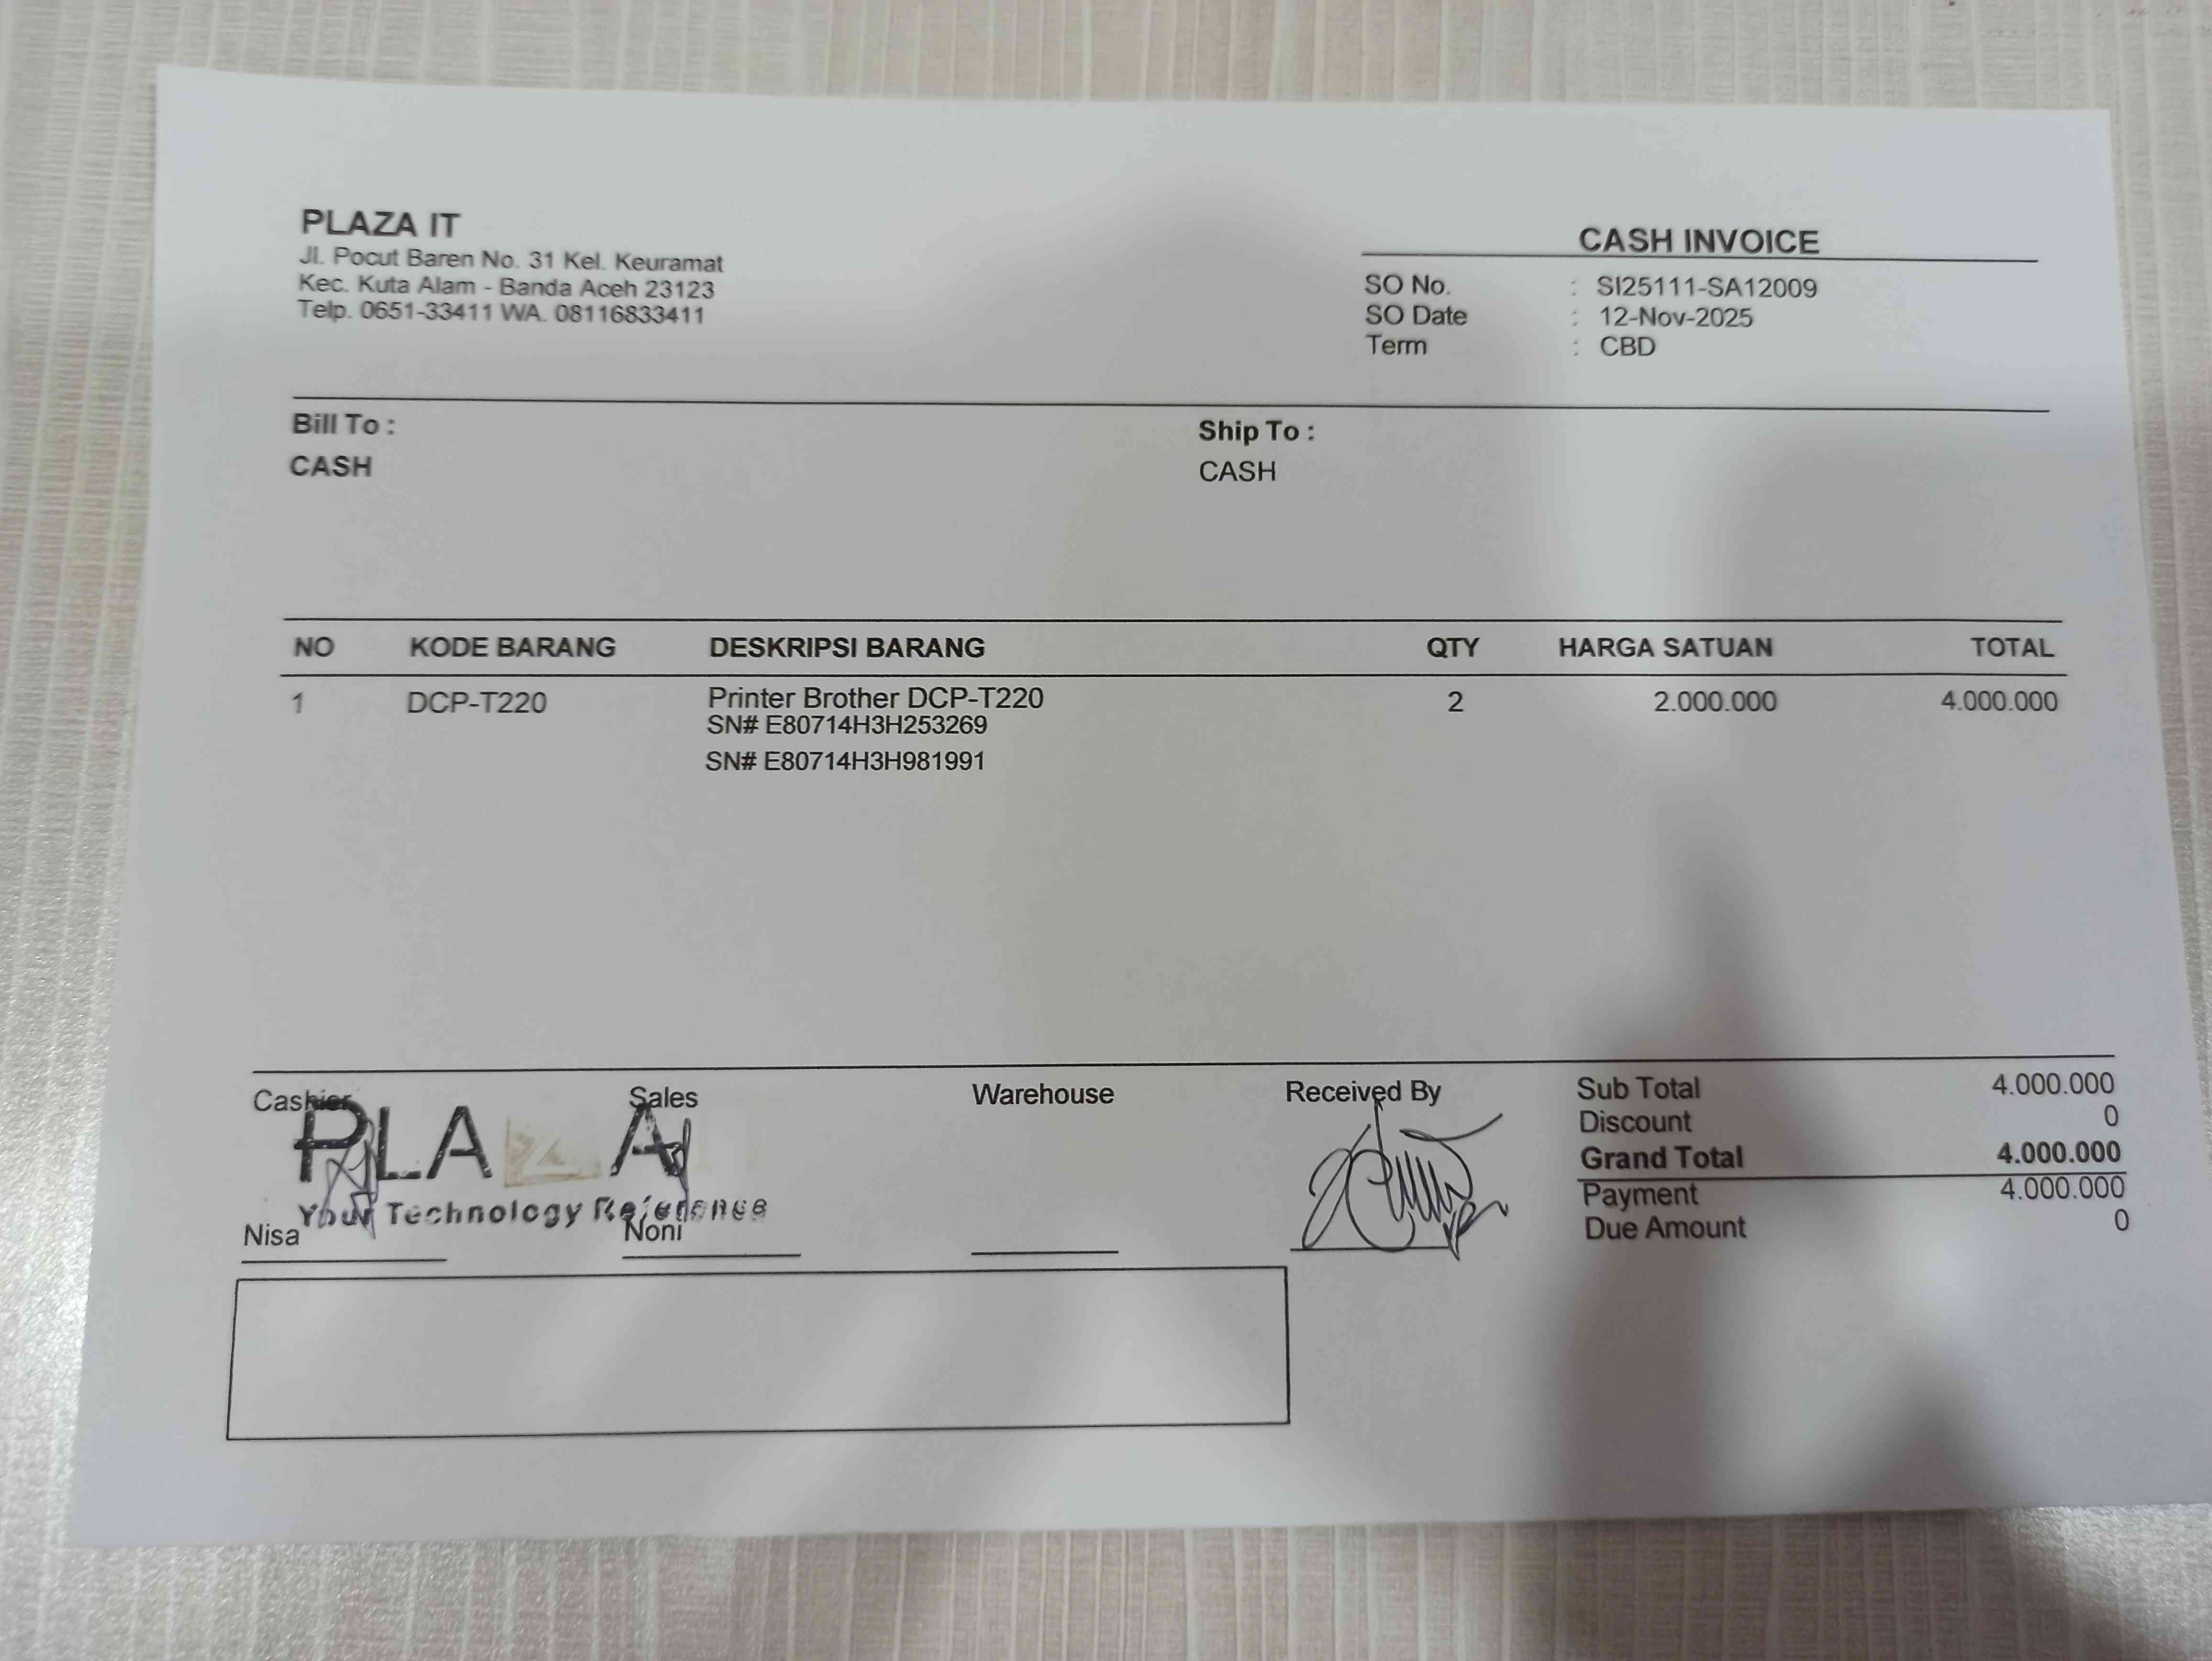 PLAZA IT
Jl. Pocut Baren No. 31 Kel. Keuramat
Kec. Kuta Alam - Banda Aceh 23123
Telp. 0651-33411 WA. 08116833411
CASH INVOICE
SO No. : SI25111-SA12009
SO Date : 12-Nov-2025
Term : CBD
Bill To :
CASH
Ship To :
CASH
NO KODE BARANG DESKRIPSI BARANG QTY HARGA SATUAN TOTAL
1 DCP-T220 Printer Brother DCP-T220 2 2.000.000 4.000.000
SN# E80714H3H253269
SN# E80714H3H981991
Cashier Sales Warehouse Received By
PLAZA
Your Technology Reference
Nisa Noni
Sub Total 4.000.000
Discount 0
Grand Total 4.000.000
Payment 4.000.000
Due Amount 0